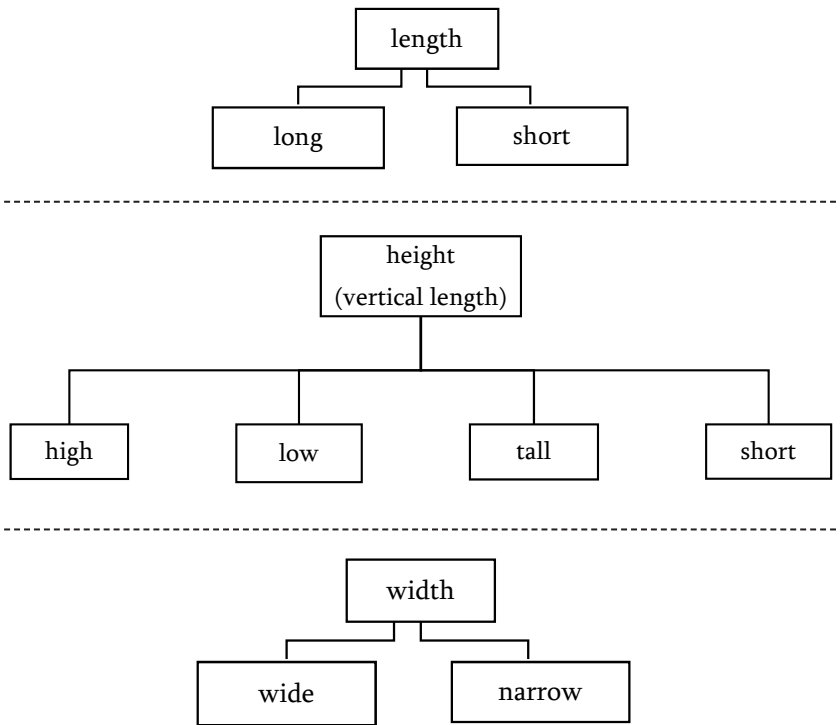 length
long
short
height
(vertical length)
high
low
tall
short
width
wide
narrow